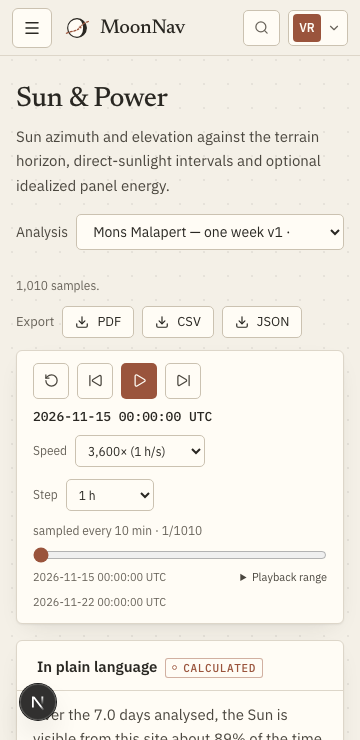 MoonNav
VR
Sun & Power
Sun azimuth and elevation against the terrain
horizon, direct-sunlight intervals and optional
idealized panel energy.
Analysis
Mons Malapert — one week v1 ·
1,010 samples.
Export PDF CSV JSON
2026-11-15 00:00:00 UTC
Speed 3,600× (1 h/s)
Step 1 h
sampled every 10 min · 1/1010
2026-11-15 00:00:00 UTC ▶ Playback range
2026-11-22 00:00:00 UTC
In plain language CALCULATED
N
the 7.0 days analysed, the Sun is
visible from this site about 89% of the time